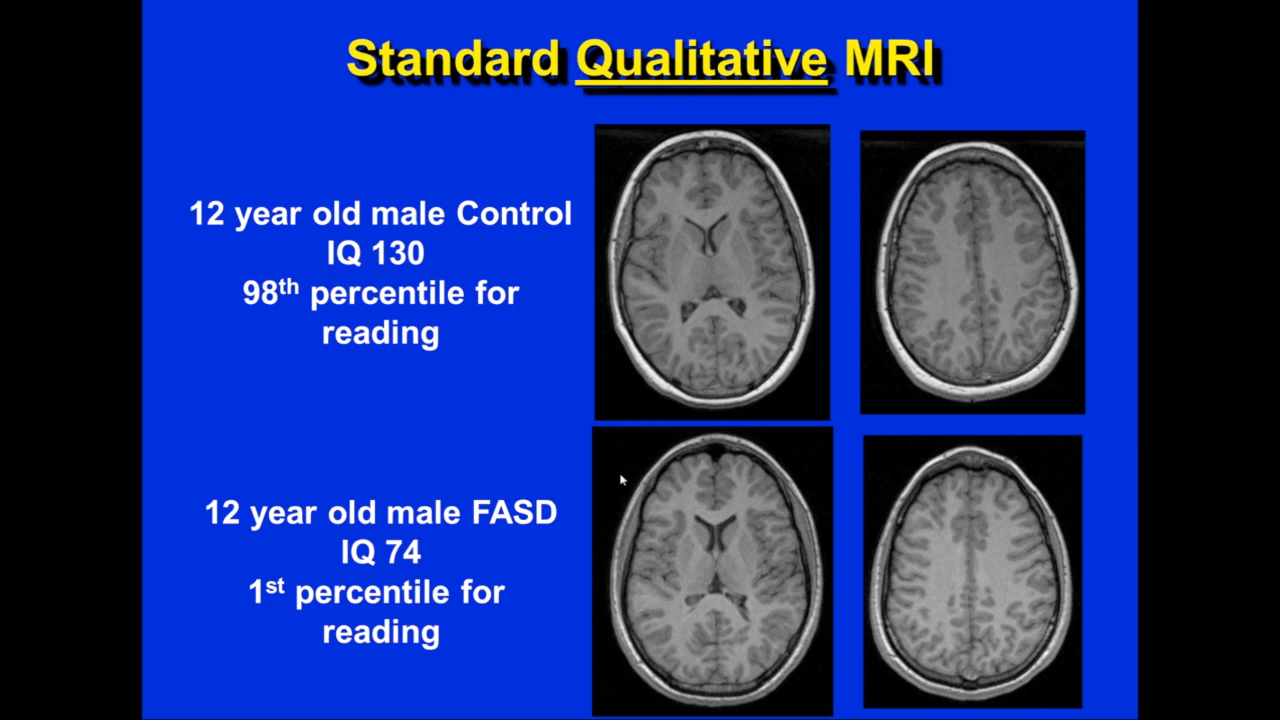 Standard Qualitative MRI
12 year old male Control
IQ 130
98th percentile for
reading
12 year old male FASD
IQ 74
1st percentile for
reading